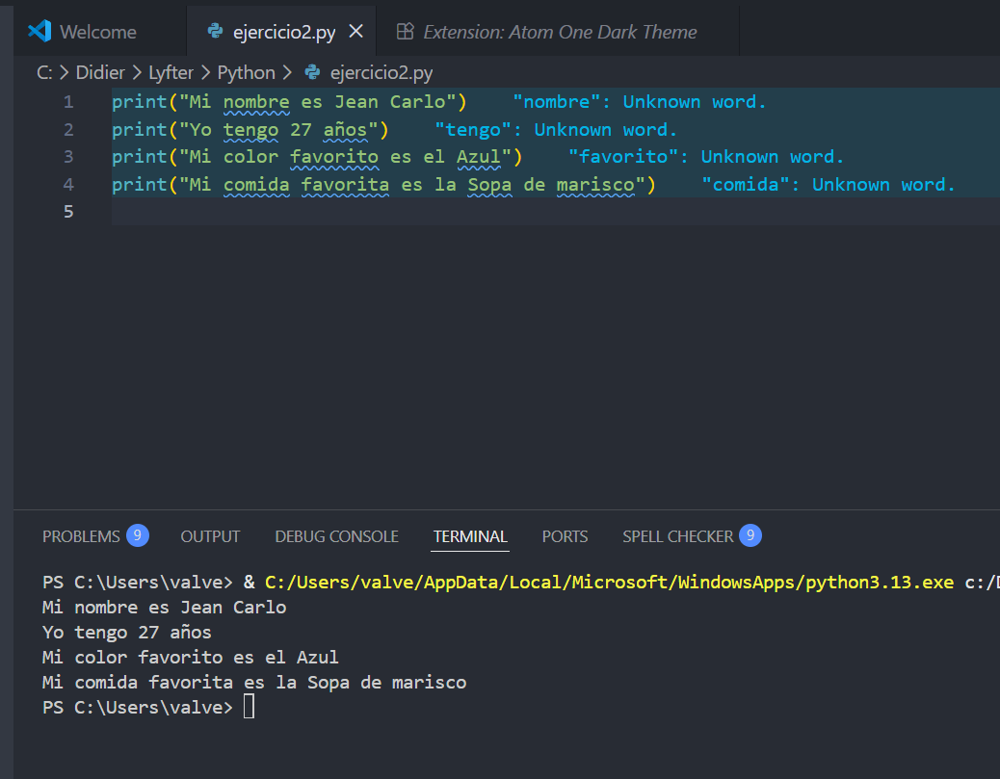 Welcome ejercicio2.py Extension: Atom One Dark Theme
C: > Didier > Lyfter > Python > ejercicio2.py
1 print("Mi nombre es Jean Carlo") "nombre": Unknown word.
2 print("Yo tengo 27 años") "tengo": Unknown word.
3 print("Mi color favorito es el Azul") "favorito": Unknown word.
4 print("Mi comida favorita es la Sopa de marisco") "comida": Unknown word.
5
PROBLEMS 9 OUTPUT DEBUG CONSOLE TERMINAL PORTS SPELL CHECKER 9
PS C:\Users\valve> & C:/Users/valve/AppData/Local/Microsoft/WindowsApps/python3.13.exe c:/
Mi nombre es Jean Carlo
Yo tengo 27 años
Mi color favorito es el Azul
Mi comida favorita es la Sopa de marisco
PS C:\Users\valve>